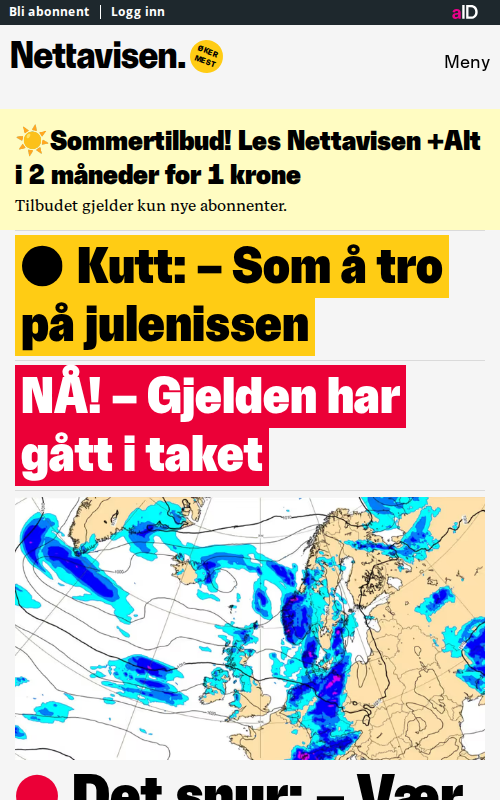 Bli abonnent | Logg inn
aID
Nettavisen.
ØKER
MEST
Meny
Sommertilbud! Les Nettavisen +Alt
i 2 måneder for 1 krone
Tilbudet gjelder kun nye abonnenter.
Kutt: – Som å tro
på julenissen
NÅ! – Gjelden har
gått i taket
Det snur: – Vær